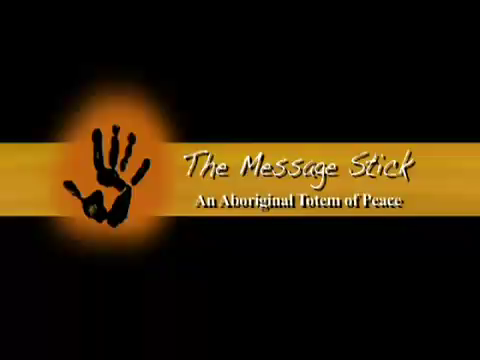 The Message Stick
An Aboriginal Totem of Peace